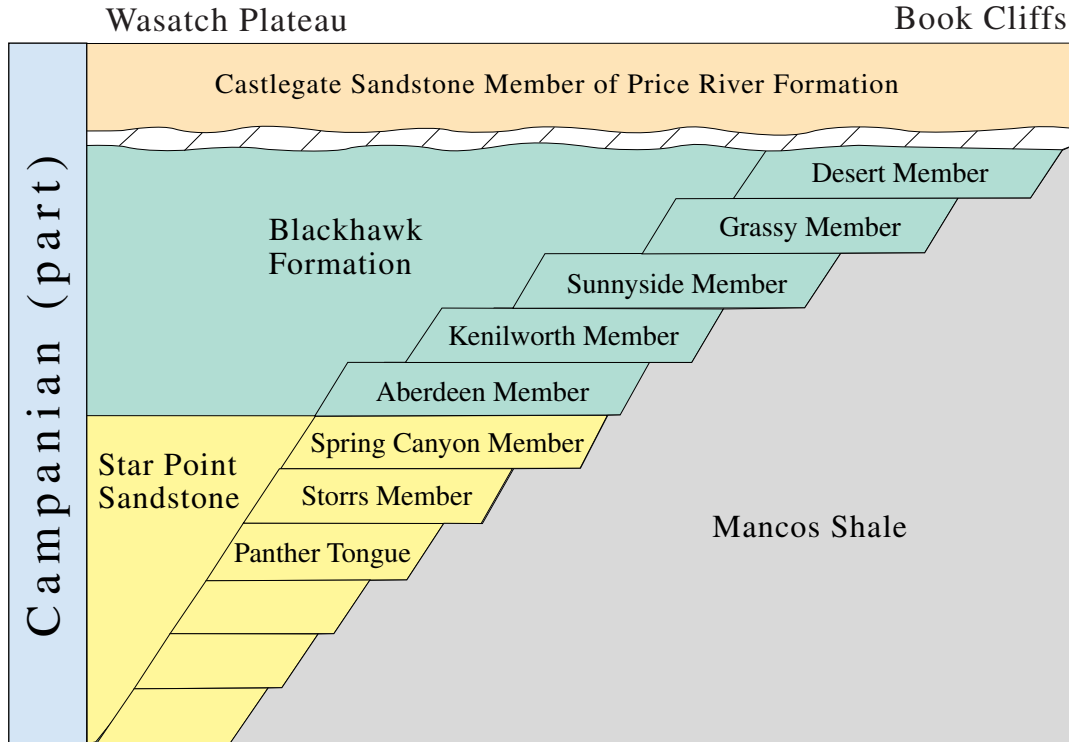 Wasatch Plateau
Book Cliffs
Castlegate Sandstone Member of Price River Formation
Desert Member
Blackhawk
Formation
Grassy Member
Sunnyside Member
Kenilworth Member
Aberdeen Member
Spring Canyon Member
Star Point
Sandstone
Storrs Member
Mancos Shale
Panther Tongue
Campanian (part)